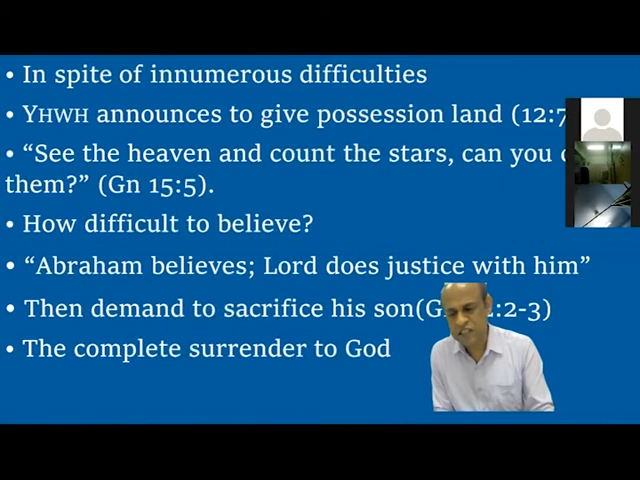 • In spite of innumerous difficulties
• YHWH announces to give possession land (12:7
• “See the heaven and count the stars, can you
them?” (Gn 15:5).
• How difficult to believe?
• “Abraham believes; Lord does justice with him”
• Then demand to sacrifice his son(G :2-3)
• The complete surrender to God